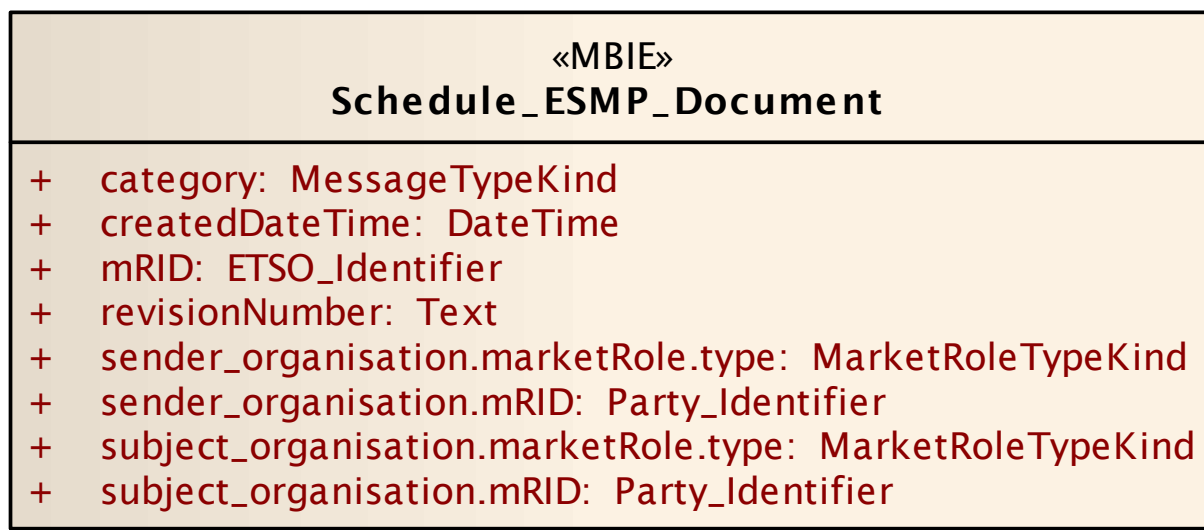 «MBIE»
Schedule_ESMP_Document
+ category: MessageTypeKind
+ createdDateTime: DateTime
+ mRID: ETSO_Identifier
+ revisionNumber: Text
+ sender_organisation.marketRole.type: MarketRoleTypeKind
+ sender_organisation.mRID: Party_Identifier
+ subject_organisation.marketRole.type: MarketRoleTypeKind
+ subject_organisation.mRID: Party_Identifier